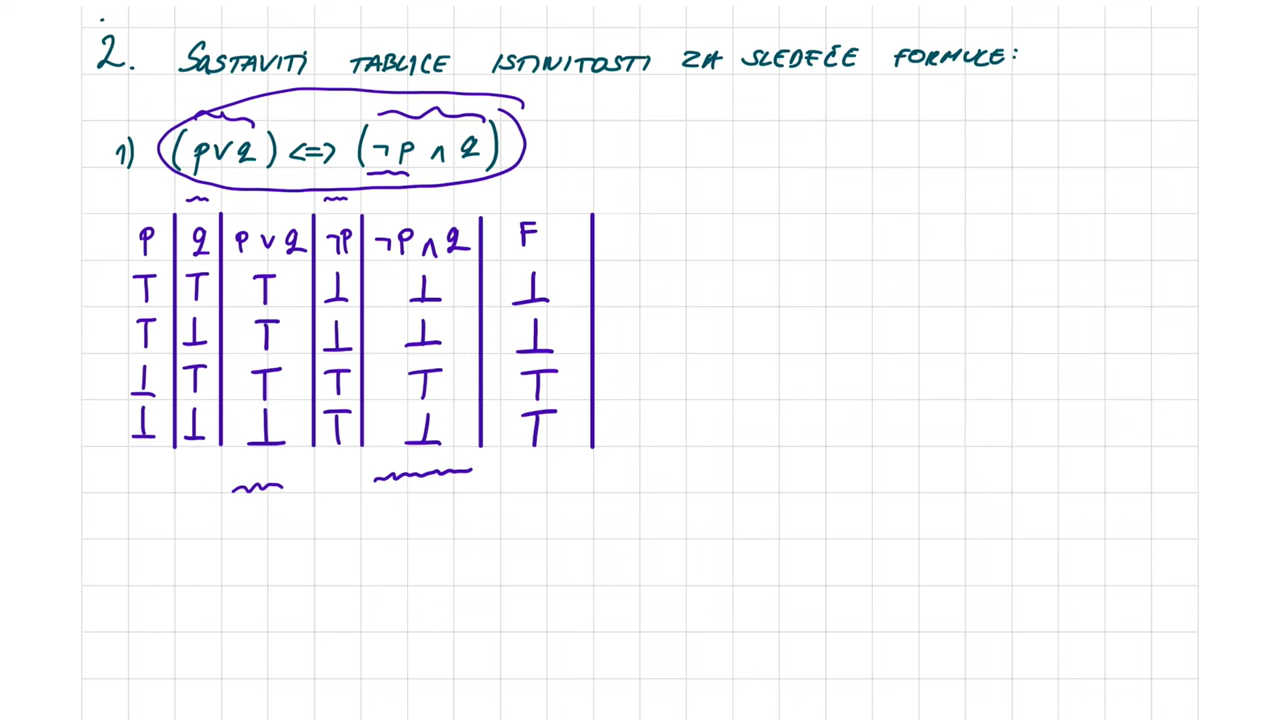 2. SASTAVITI TABLICE ISTINITOSTI ZA SLEDEĆE FORMULE:
1) (p∨q) <=> (¬p ∧ q)
p | q | p ∨ q | ¬p | ¬p ∧ q | F |
T | T | T | ⊥ | ⊥ | ⊥ |
T | ⊥ | T | ⊥ | ⊥ | ⊥ |
⊥ | T | T | T | T | T |
⊥ | ⊥ | ⊥ | T | ⊥ | T |